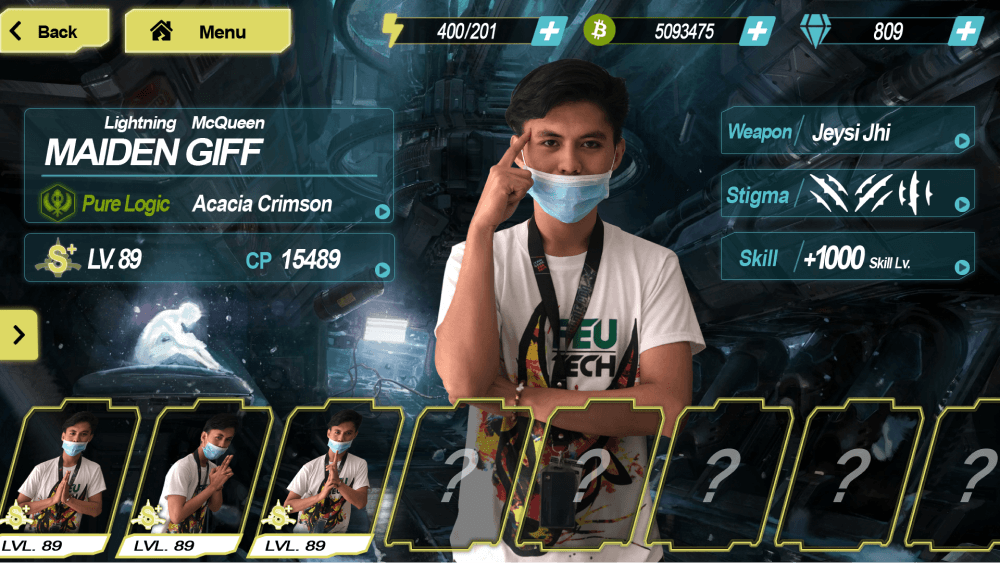 Back
Menu
400/201
5093475
809
Lightning McQueen
MAIDEN GIFF
Pure Logic Acacia Crimson
S+ LV. 89 CP 15489
Weapon / Jeysi Jhi
Stigma /
Skill / +1000 Skill Lv.
FEU
TECH
? ? ? ? ?
LVL. 89 LVL. 89 LVL. 89